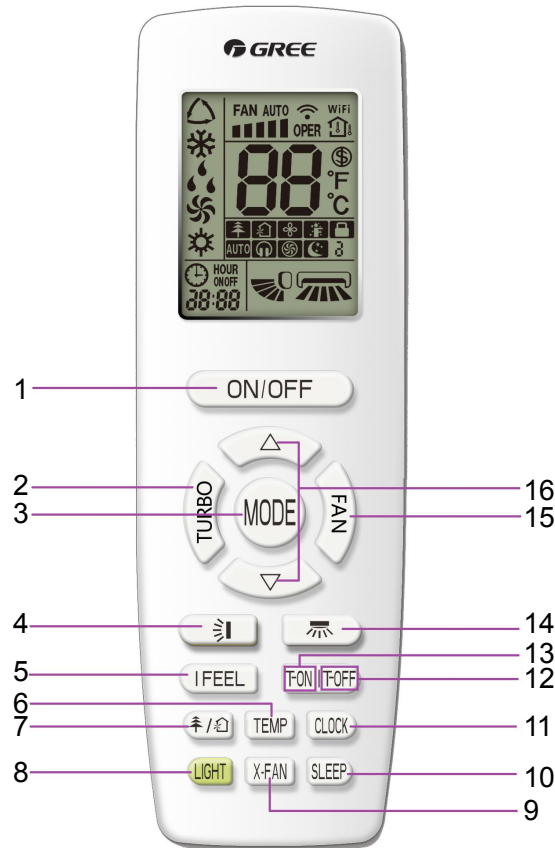 GREE
FAN AUTO WiFi
OPER
88 °F
°C
AUTO
HOUR
ON OFF
88:88
1 ON/OFF
2 TURBO
3 MODE
16
FAN 15
4
14
13
5 I FEEL T-ON T-OFF 12
6
7 / TEMP CLOCK 11
8 LIGHT X-FAN SLEEP 10
9